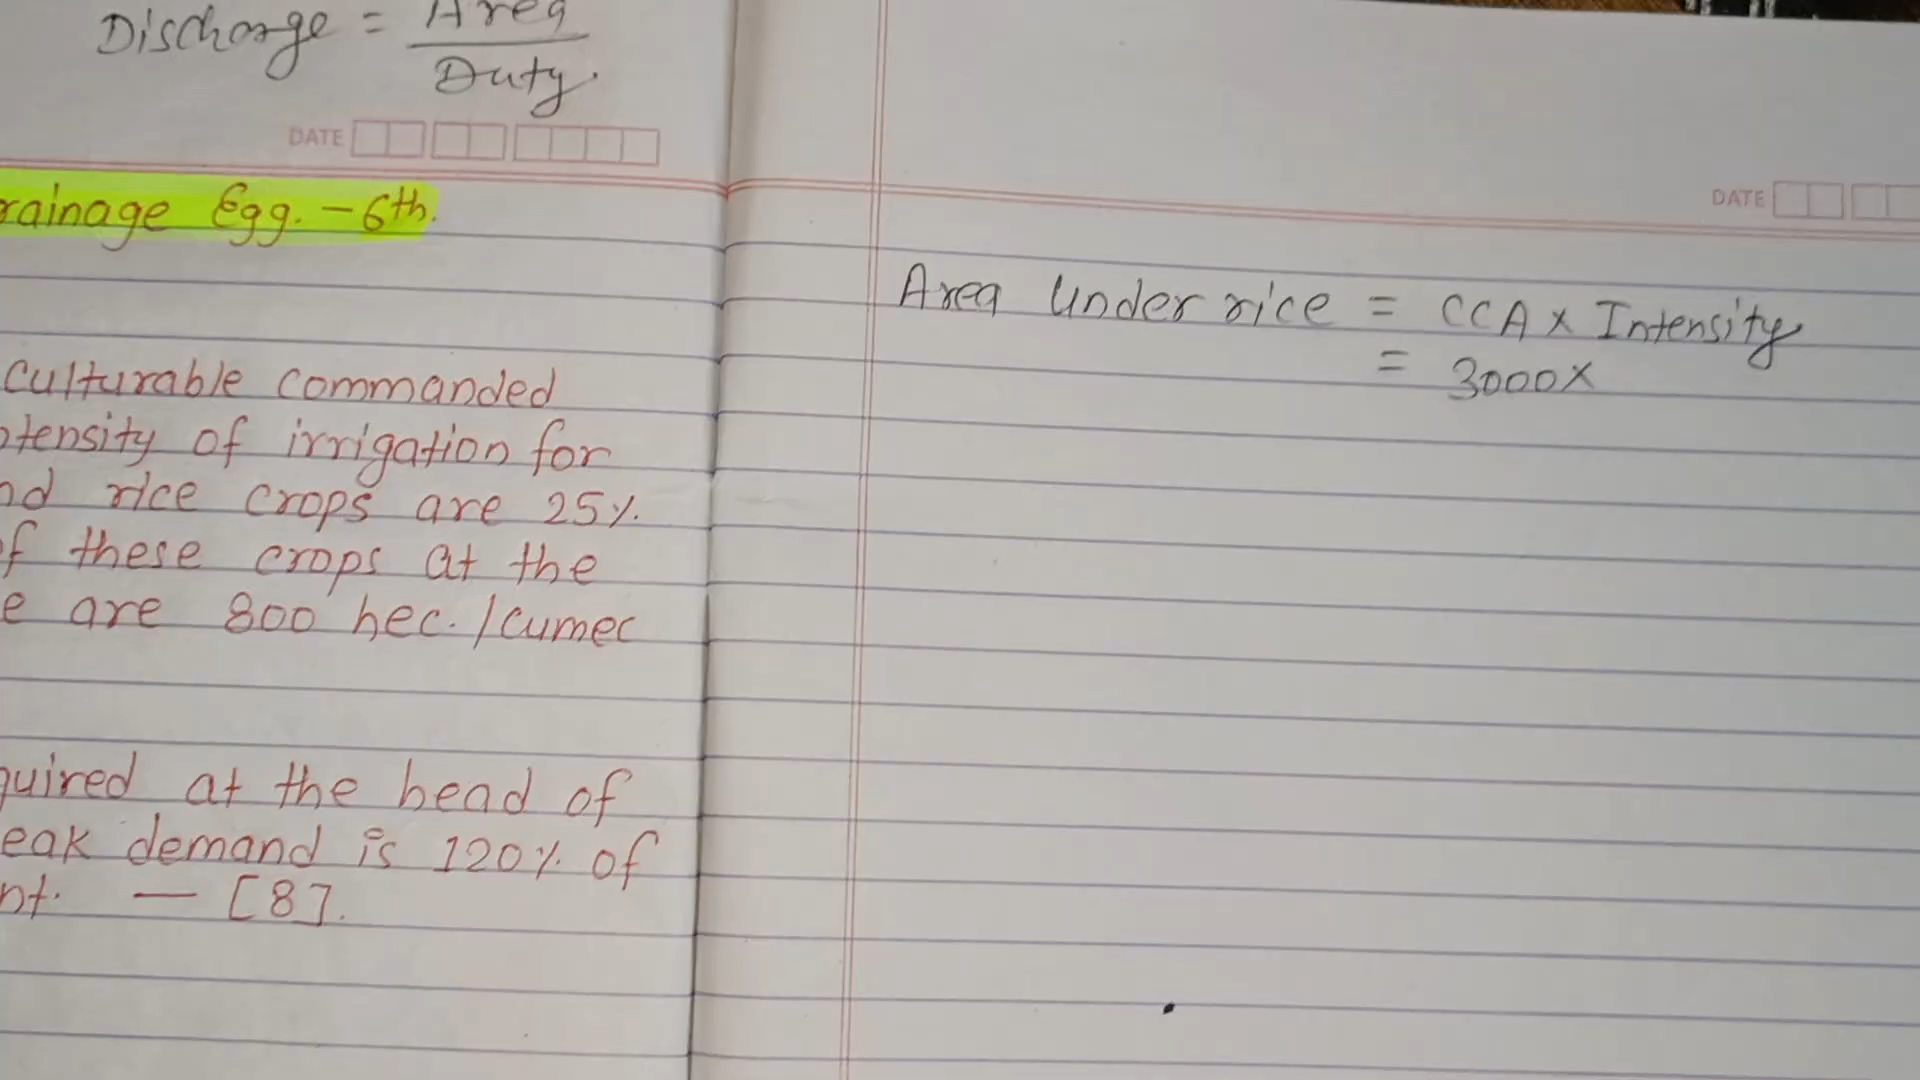 Discharge = Area
Duty.
DATE
rainage Egg. - 6th.
culturable commanded
tensity of irrigation for
nd rice crops are 25%.
f these crops at the
e are 800 hec./cumec
quired at the head of
eak demand is 120% of
nt. — [8].
DATE
Area Under rice = CCA x Intensity
= 3000x